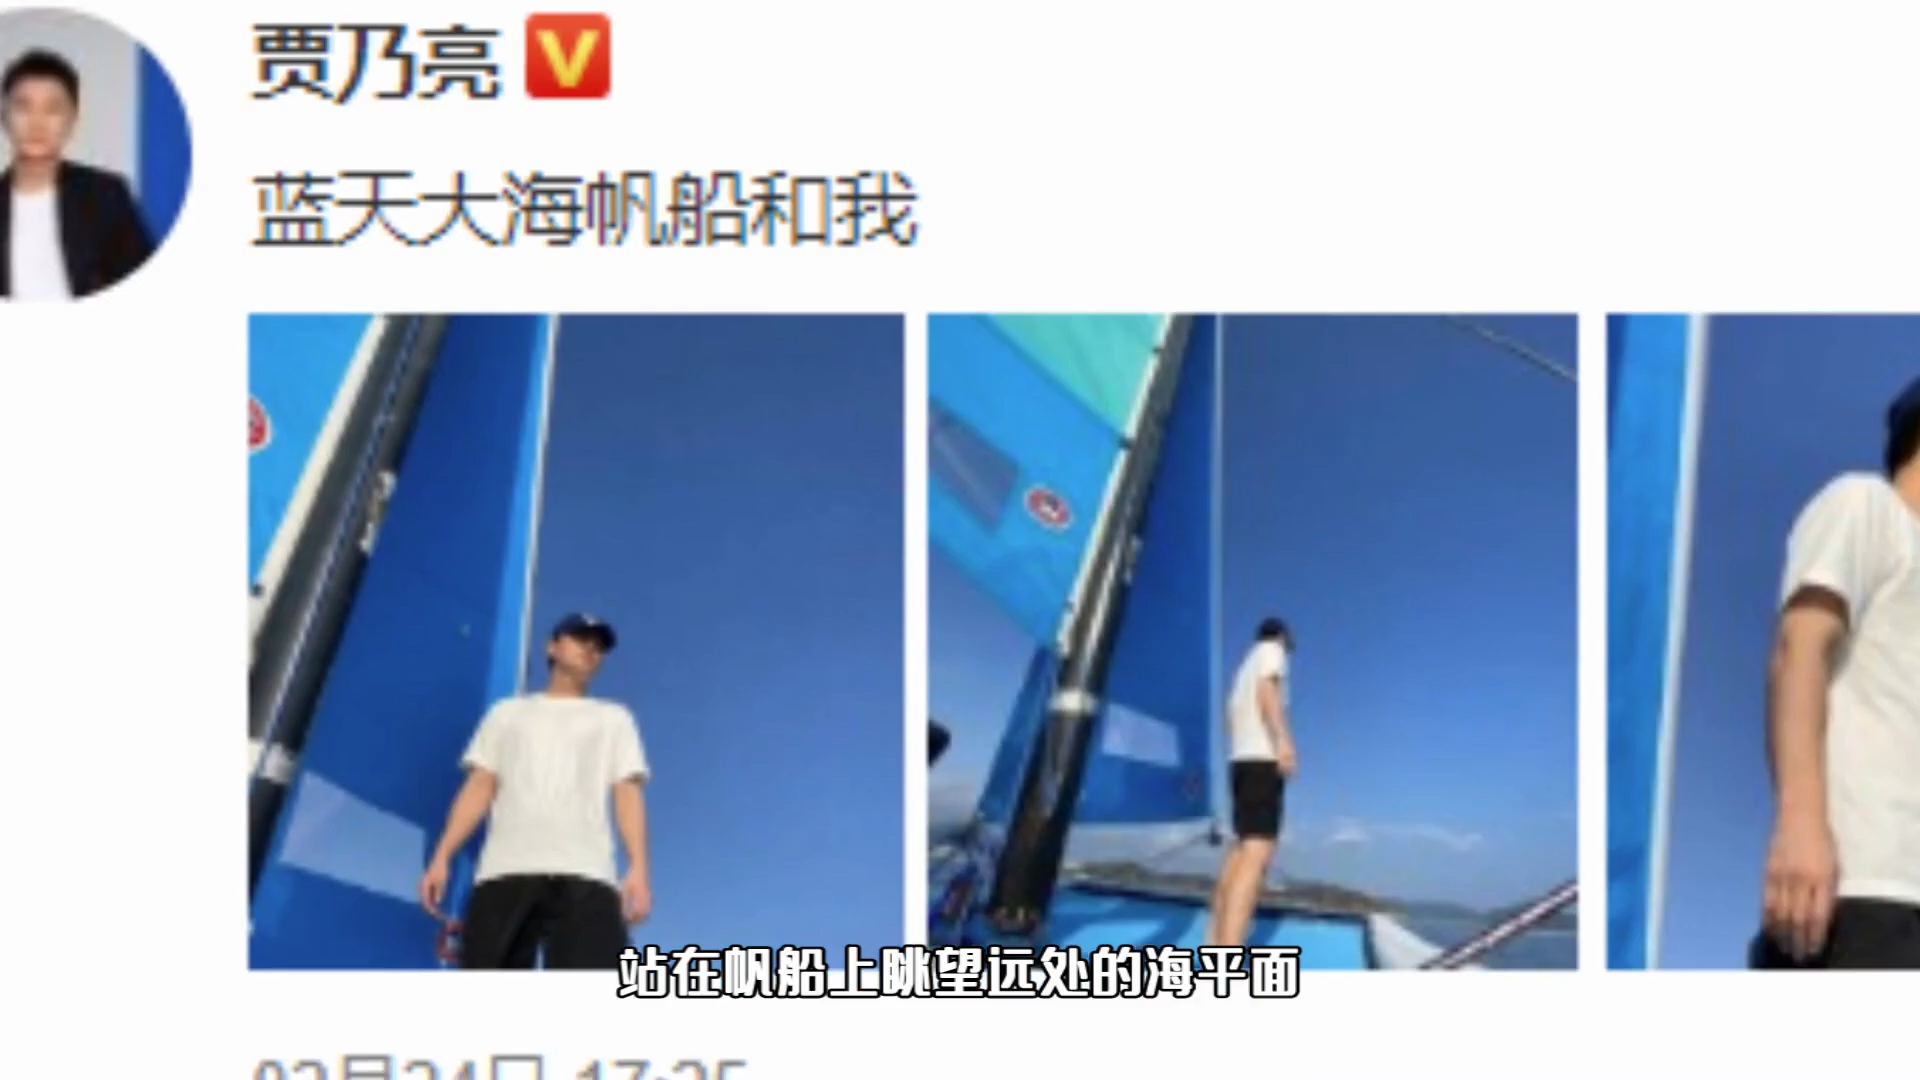 贾乃亮
蓝天大海帆船和我
站在帆船上眺望远处的海平面